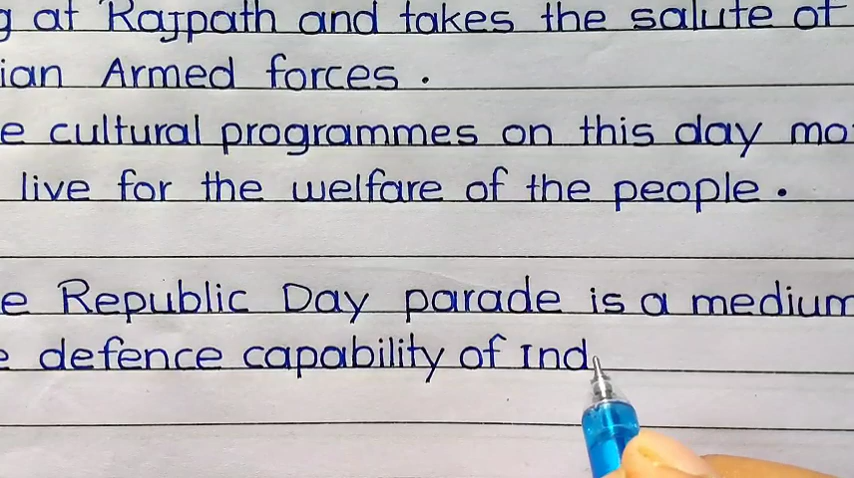 g at Rajpath and takes the salute of
ian Armed forces .
e cultural programmes on this day mo
live for the welfare of the people .
e Republic Day parade is a medium
e defence capability of Ind